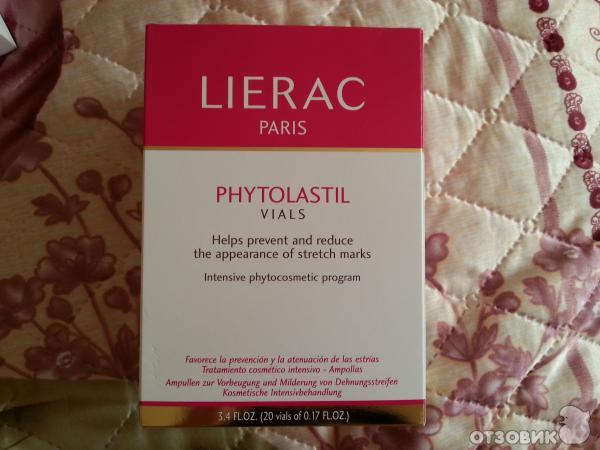 LIERAC
PARIS
PHYTOLASTIL
VIALS
Helps prevent and reduce
the appearance of stretch marks
Intensive phytocosmetic program
Favorece la prevención y la atenuación de las estrías
Tratamiento cosmético intensivo - Ampollas
Ampullen zur Vorbeugung und Milderung von Dehnungsstreifen
Kosmetische Intensivbehandlung
3.4 FL.OZ. (20 vials of 0.17 FL.OZ.)
ОТЗОВИК